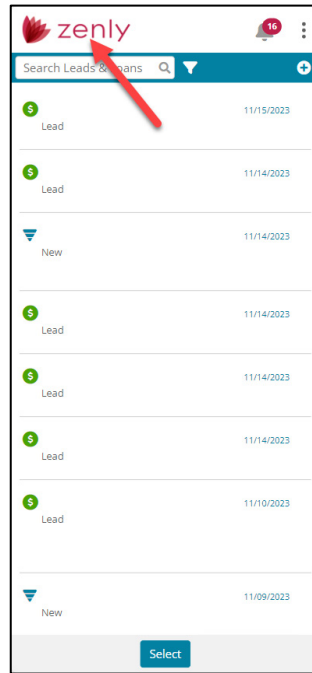 zenly
16
Search Leads & Loans
11/15/2023
Lead
11/14/2023
Lead
11/14/2023
New
11/14/2023
Lead
11/14/2023
Lead
11/14/2023
Lead
11/10/2023
Lead
11/09/2023
New
Select